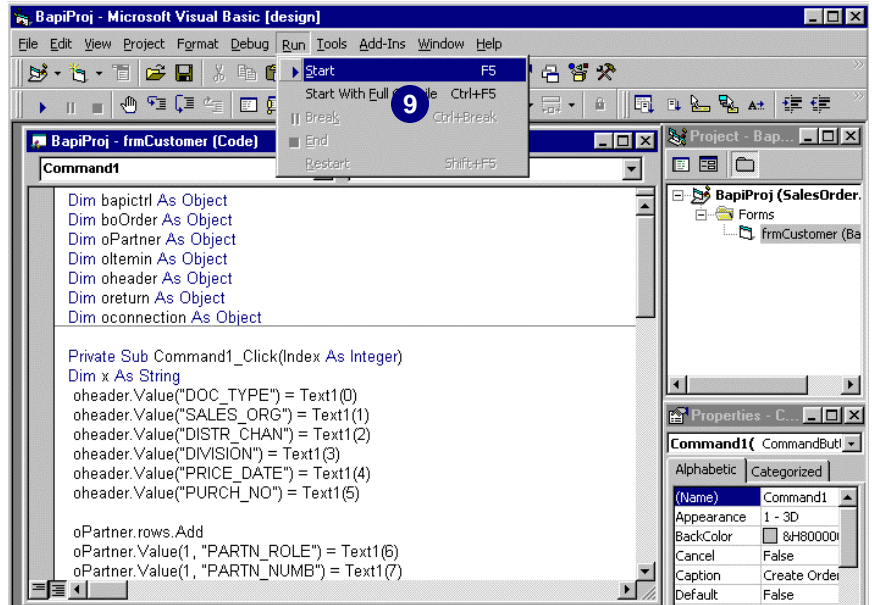 BapiProj - Microsoft Visual Basic [design]
File Edit View Project Format Debug Run Tools Add-Ins Window Help
Start F5
Start With Full Ctrl+F5
9
Break Ctrl+Break
End
Restart Shift+F5
BapiProj - frmCustomer (Code)
Command1
Dim bapictrl As Object
Dim boOrder As Object
Dim oPartner As Object
Dim oItemin As Object
Dim oheader As Object
Dim oreturn As Object
Dim oconnection As Object
Private Sub Command1_Click(Index As Integer)
Dim x As String
oheader.Value("DOC_TYPE") = Text1(0)
oheader.Value("SALES_ORG") = Text1(1)
oheader.Value("DISTR_CHAN") = Text1(2)
oheader.Value("DIVISION") = Text1(3)
oheader.Value("PRICE_DATE") = Text1(4)
oheader.Value("PURCH_NO") = Text1(5)
oPartner.rows.Add
oPartner.Value(1, "PARTN_ROLE") = Text1(6)
oPartner.Value(1, "PARTN_NUMB") = Text1(7)
Project - Bap...
BapiProj (SalesOrder.
Forms
frmCustomer (Ba
Properties - C...
Command1( CommandButt
Alphabetic Categorized
(Name) Command1
Appearance 1 - 3D
BackColor &H80000
Cancel False
Caption Create Order
Default False